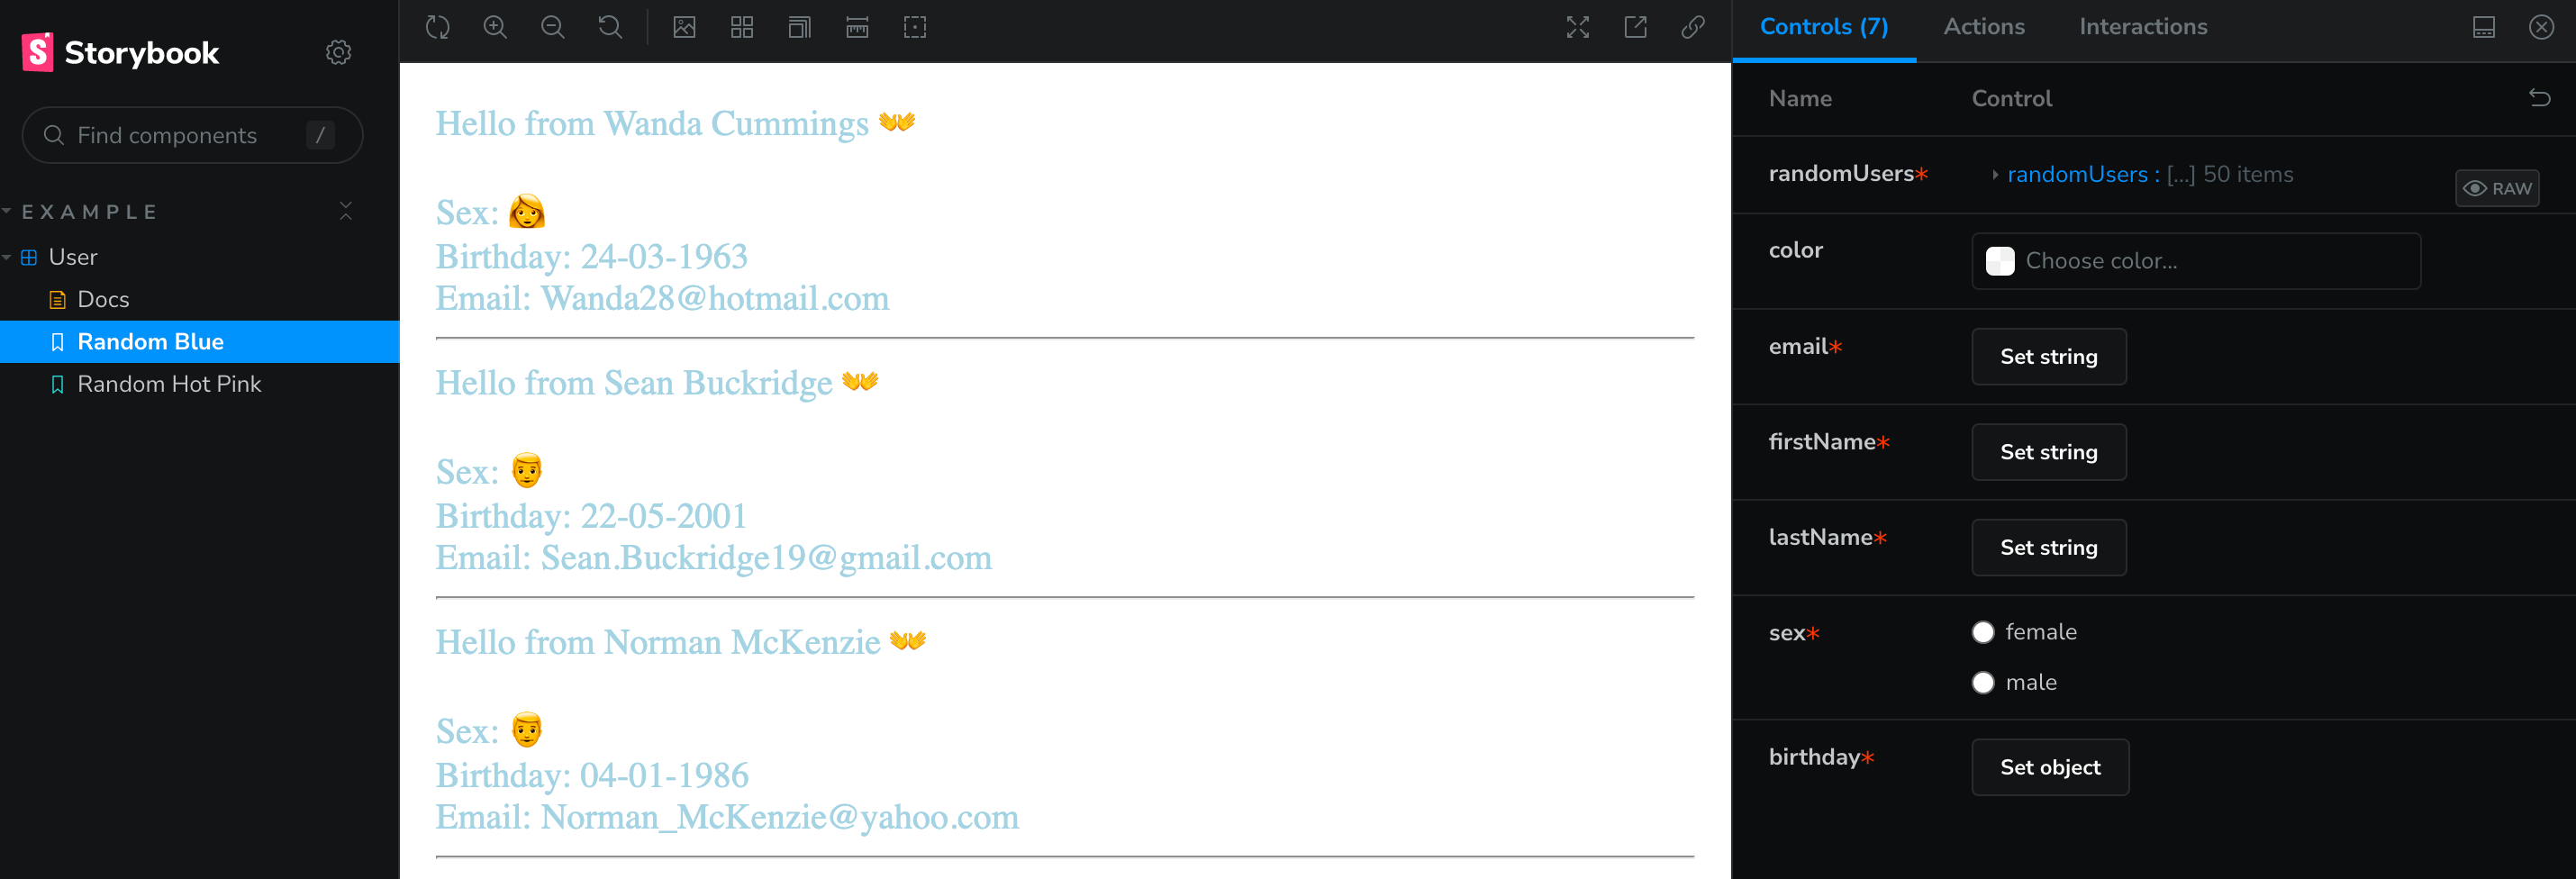 Storybook
Find components /
EXAMPLE
User
Docs
Random Blue
Random Hot Pink
Hello from Wanda Cummings 👐
Sex: 👩
Birthday: 24-03-1963
Email: Wanda28@hotmail.com
Hello from Sean Buckridge 👐
Sex: 👨
Birthday: 22-05-2001
Email: Sean.Buckridge19@gmail.com
Hello from Norman McKenzie 👐
Sex: 👨
Birthday: 04-01-1986
Email: Norman_McKenzie@yahoo.com
Controls (7) Actions Interactions
Name Control
randomUsers* randomUsers : [...] 50 items RAW
color Choose color...
email* Set string
firstName* Set string
lastName* Set string
sex* female
male
birthday* Set object